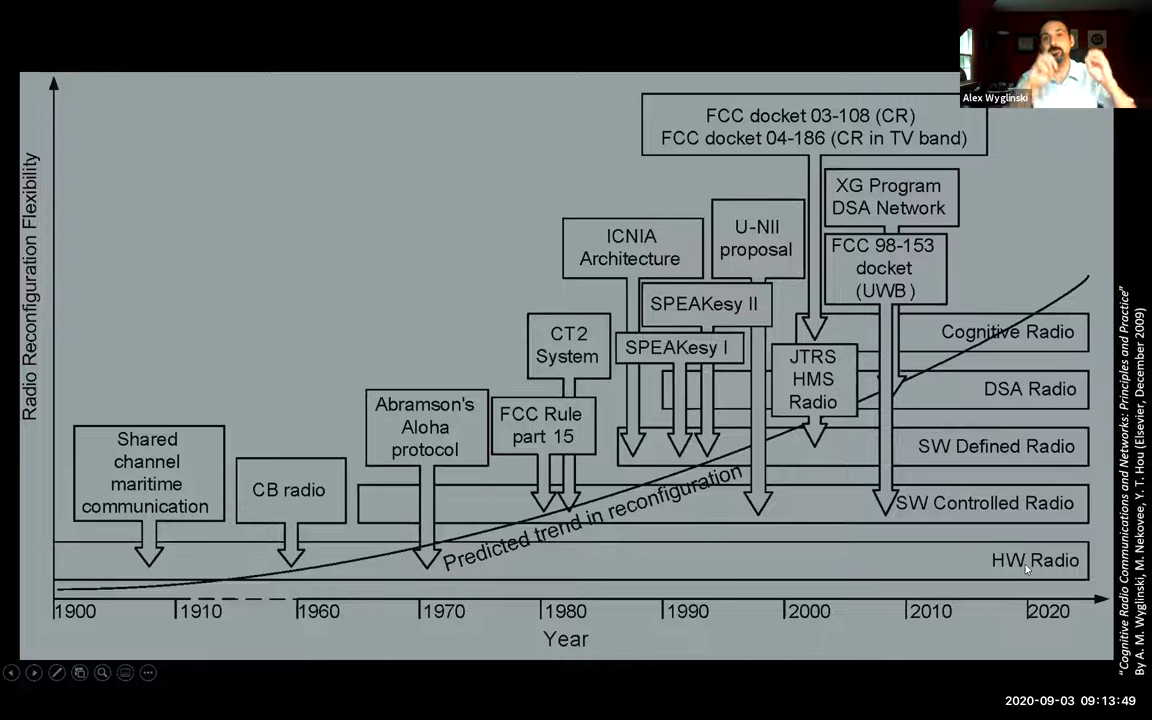 Alex Wyglinski
FCC docket 03-108 (CR)
FCC docket 04-186 (CR in TV band)
XG Program
DSA Network
U-NII
proposal
ICNIA
Architecture
FCC 98-153
docket
(UWB)
SPEAKesy II
CT2
System
SPEAKesy I
JTRS
HMS
Radio
Cognitive Radio
DSA Radio
SW Defined Radio
SW Controlled Radio
HW Radio
Abramson's
Aloha
protocol
FCC Rule
part 15
Shared
channel
maritime
communication
CB radio
Predicted trend in reconfiguration
Radio Reconfiguration Flexibility
1900
1910
1960
1970
1980
1990
2000
2010
2020
Year
"Cognitive Radio Communications and Networks: Principles and Practice"
By A. M. Wyglinski, M. Nekovee, Y. T. Hou (Elsevier, December 2009)
2020-09-03 09:13:49